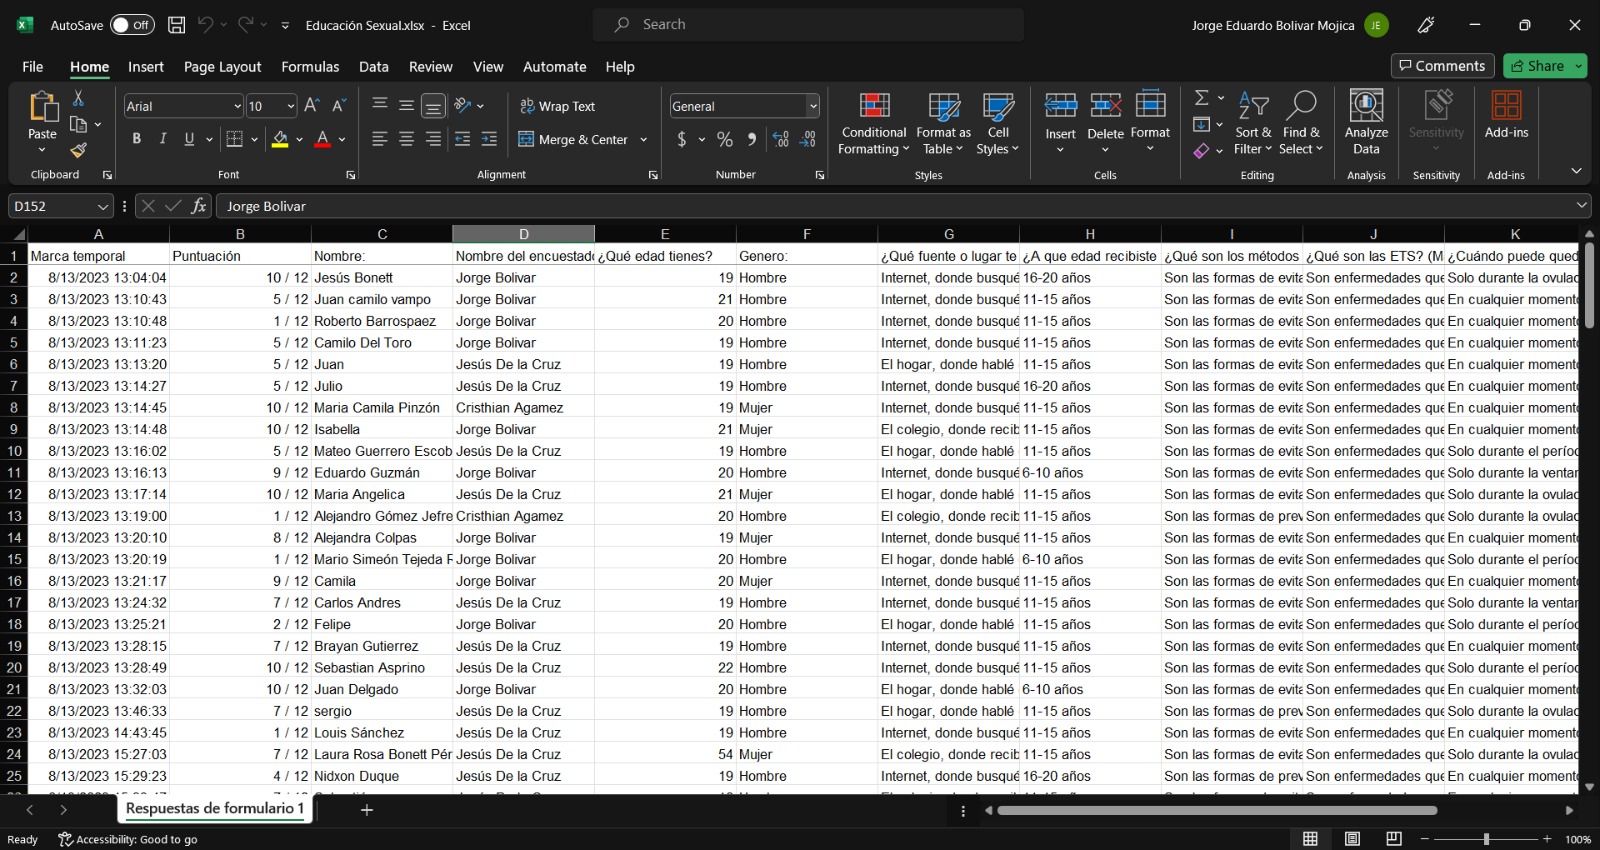 AutoSave Off Educación Sexual.xlsx - Excel Search Jorge Eduardo Bolivar Mojica JE
File Home Insert Page Layout Formulas Data Review View Automate Help Comments Share
Paste Arial 10 Wrap Text General Conditional Formatting Format as Table Cell Styles Insert Delete Format Sort & Filter Find & Select Analyze Data Sensitivity Add-ins
B I U Merge & Center $ %
Clipboard Font Alignment Number Styles Cells Editing Analysis Sensitivity Add-ins
D152 fx Jorge Bolivar
A B C D E F G H I J K
1 Marca temporal Puntuación Nombre: Nombre del encuestado ¿Qué edad tienes? Genero: ¿Qué fuente o lugar te ¿A que edad recibiste ¿Qué son los métodos ¿Qué son las ETS? (M ¿Cuándo puede qued
2 8/13/2023 13:04:04 10 / 12 Jesús Bonett Jorge Bolivar 19 Hombre Internet, donde busqué 16-20 años Son las formas de evita Son enfermedades que Solo durante la ovulac
3 8/13/2023 13:10:43 5 / 12 Juan camilo vampo Jorge Bolivar 21 Hombre Internet, donde busqué 11-15 años Son las formas de evita Son enfermedades que En cualquier momento
4 8/13/2023 13:10:48 1 / 12 Roberto Barrospaez Jorge Bolivar 20 Hombre Internet, donde busqué 11-15 años Son las formas de evita Son enfermedades que En cualquier momento
5 8/13/2023 13:11:23 5 / 12 Camilo Del Toro Jorge Bolivar 19 Hombre Internet, donde busqué 11-15 años Son las formas de evita Son enfermedades que En cualquier momento
6 8/13/2023 13:13:20 5 / 12 Juan Jesús De la Cruz 19 Hombre El hogar, donde hablé 11-15 años Son las formas de evita Son enfermedades que En cualquier momento
7 8/13/2023 13:14:27 5 / 12 Julio Jesús De la Cruz 19 Hombre Internet, donde busqué 16-20 años Son las formas de evita Son enfermedades que En cualquier momento
8 8/13/2023 13:14:45 10 / 12 Maria Camila Pinzón Cristhian Agamez 19 Mujer Internet, donde busqué 11-15 años Son las formas de evita Son enfermedades que En cualquier momento
9 8/13/2023 13:14:48 10 / 12 Isabella Jorge Bolivar 21 Mujer El colegio, donde recib 11-15 años Son las formas de evita Son enfermedades que En cualquier momento
10 8/13/2023 13:16:02 5 / 12 Mateo Guerrero Escob Jesús De la Cruz 19 Hombre El hogar, donde hablé 11-15 años Son las formas de evita Son enfermedades que Solo durante el períod
11 8/13/2023 13:16:13 9 / 12 Eduardo Guzmán Jorge Bolivar 20 Hombre Internet, donde busqué 6-10 años Son las formas de evita Son enfermedades que Solo durante la ventan
12 8/13/2023 13:17:14 10 / 12 Maria Angelica Jesús De la Cruz 21 Mujer El hogar, donde hablé 11-15 años Son las formas de evita Son enfermedades que Solo durante la ovulac
13 8/13/2023 13:19:00 1 / 12 Alejandro Gómez Jefre Cristhian Agamez 20 Hombre El colegio, donde recib 11-15 años Son las formas de prev Son enfermedades que Solo durante la ovulac
14 8/13/2023 13:20:10 8 / 12 Alejandra Colpas Jorge Bolivar 19 Mujer Internet, donde busqué 11-15 años Son las formas de evita Son enfermedades que En cualquier momento
15 8/13/2023 13:20:19 1 / 12 Mario Simeón Tejeda Jorge Bolivar 20 Hombre El hogar, donde hablé 6-10 años Son las formas de evita Son enfermedades que Solo durante el períod
16 8/13/2023 13:21:17 9 / 12 Camila Jorge Bolivar 20 Mujer Internet, donde busqué 11-15 años Son las formas de evita Son enfermedades que En cualquier momento
17 8/13/2023 13:24:32 7 / 12 Carlos Andres Jesús De la Cruz 19 Hombre Internet, donde busqué 11-15 años Son las formas de evita Son enfermedades que Solo durante la ventan
18 8/13/2023 13:25:21 2 / 12 Felipe Jorge Bolivar 20 Hombre El hogar, donde hablé 11-15 años Son las formas de evita Son enfermedades que Solo durante el períod
19 8/13/2023 13:28:15 7 / 12 Brayan Gutierrez Jesús De la Cruz 19 Hombre Internet, donde busqué 11-15 años Son las formas de evita Son enfermedades que En cualquier momento
20 8/13/2023 13:28:49 10 / 12 Sebastian Asprino Jesús De la Cruz 22 Hombre Internet, donde busqué 11-15 años Son las formas de evita Son enfermedades que Solo durante el períod
21 8/13/2023 13:32:03 10 / 12 Juan Delgado Jorge Bolivar 20 Hombre El hogar, donde hablé 6-10 años Son las formas de evita Son enfermedades que En cualquier momento
22 8/13/2023 13:46:33 7 / 12 sergio Jesús De la Cruz 19 Hombre El hogar, donde hablé 11-15 años Son las formas de prev Son enfermedades que Solo durante la ovulac
23 8/13/2023 14:43:45 1 / 12 Louis Sánchez Jesús De la Cruz 19 Hombre Internet, donde busqué 11-15 años Son las formas de evita Son enfermedades que En cualquier momento
24 8/13/2023 15:27:03 7 / 12 Laura Rosa Bonett Pér Jesús De la Cruz 54 Mujer El colegio, donde recib 11-15 años Son las formas de evita Son enfermedades que Solo durante la ovulac
25 8/13/2023 15:29:23 4 / 12 Nidxon Duque Jesús De la Cruz 19 Hombre Internet, donde busqué 16-20 años Son las formas de prev Son enfermedades que En cualquier momento
Respuestas de formulario 1
Ready Accessibility: Good to go 100%